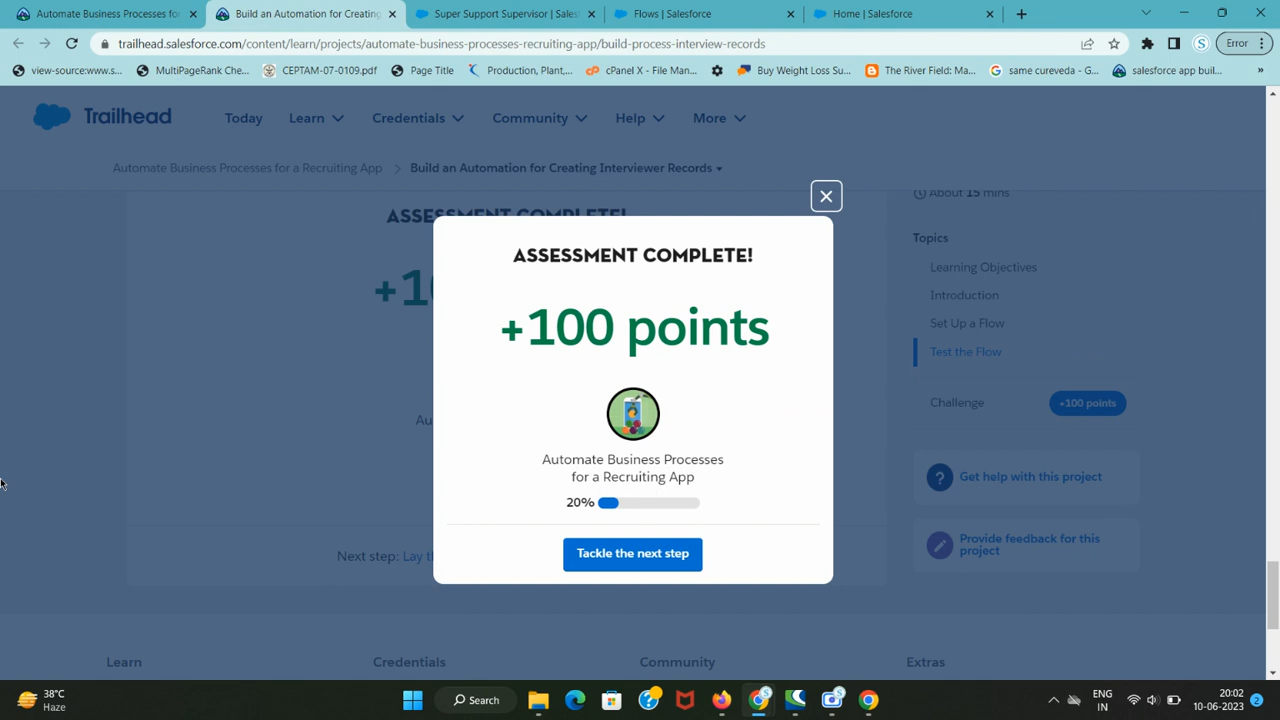 Automate Business Processes for
Build an Automation for Creating
Super Support Supervisor | Sales
Flows | Salesforce
Home | Salesforce
trailhead.salesforce.com/content/learn/projects/automate-business-processes-recruiting-app/build-process-interview-records
Error
view-source:www.s...
MultiPageRank Che...
CEPTAM-07-0109.pdf
Page Title
Production, Plant,...
cPanel X - File Man...
Buy Weight Loss Su...
The River Field: Ma...
same cureveda - G...
salesforce app buil...
»
Trailhead
Today
Learn
Credentials
Community
Help
More
Automate Business Processes for a Recruiting App
Build an Automation for Creating Interviewer Records
About 15 mins
ASSESSMENT COMPLETE!
Topics
Learning Objectives
Introduction
Set Up a Flow
Test the Flow
Challenge
+100 points
Get help with this project
Provide feedback for this
project
+10
Au
Next step: Lay th
ASSESSMENT COMPLETE!
+100 points
Automate Business Processes
for a Recruiting App
20%
Tackle the next step
Learn
Credentials
Community
Extras
38°C
Haze
Search
ENG
IN
20:02
10-06-2023
2